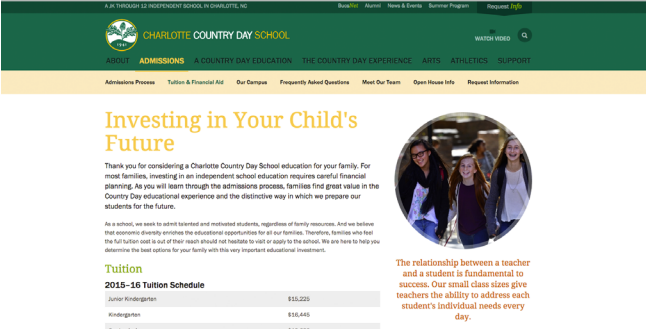 A JK THROUGH 12 INDEPENDENT SCHOOL IN CHARLOTTE, NC
BucsNet Alumni News & Events Summer Program Request Info
1941
CHARLOTTE COUNTRY DAY SCHOOL
WATCH VIDEO
ABOUT ADMISSIONS A COUNTRY DAY EDUCATION THE COUNTRY DAY EXPERIENCE ARTS ATHLETICS SUPPORT
Admissions Process Tuition & Financial Aid Our Campus Frequently Asked Questions Meet Our Team Open House Info Request Information
Investing in Your Child's
Future
Thank you for considering a Charlotte Country Day School education for your family. For
most families, investing in an independent school education requires careful financial
planning. As you will learn through the admissions process, families find great value in the
Country Day educational experience and the distinctive way in which we prepare our
students for the future.
As a school, we seek to admit talented and motivated students, regardless of family resources. And we believe
that economic diversity enriches the educational opportunities for all our families. Therefore, families who feel
the full tuition cost is out of their reach should not hesitate to visit or apply to the school. We are here to help you
determine the best options for your family with this very important educational investment.
Tuition
2015–16 Tuition Schedule
Junior Kindergarten $15,225
Kindergarten $16,445
The relationship between a teacher
and a student is fundamental to
success. Our small class sizes give
teachers the ability to address each
student's individual needs every
day.